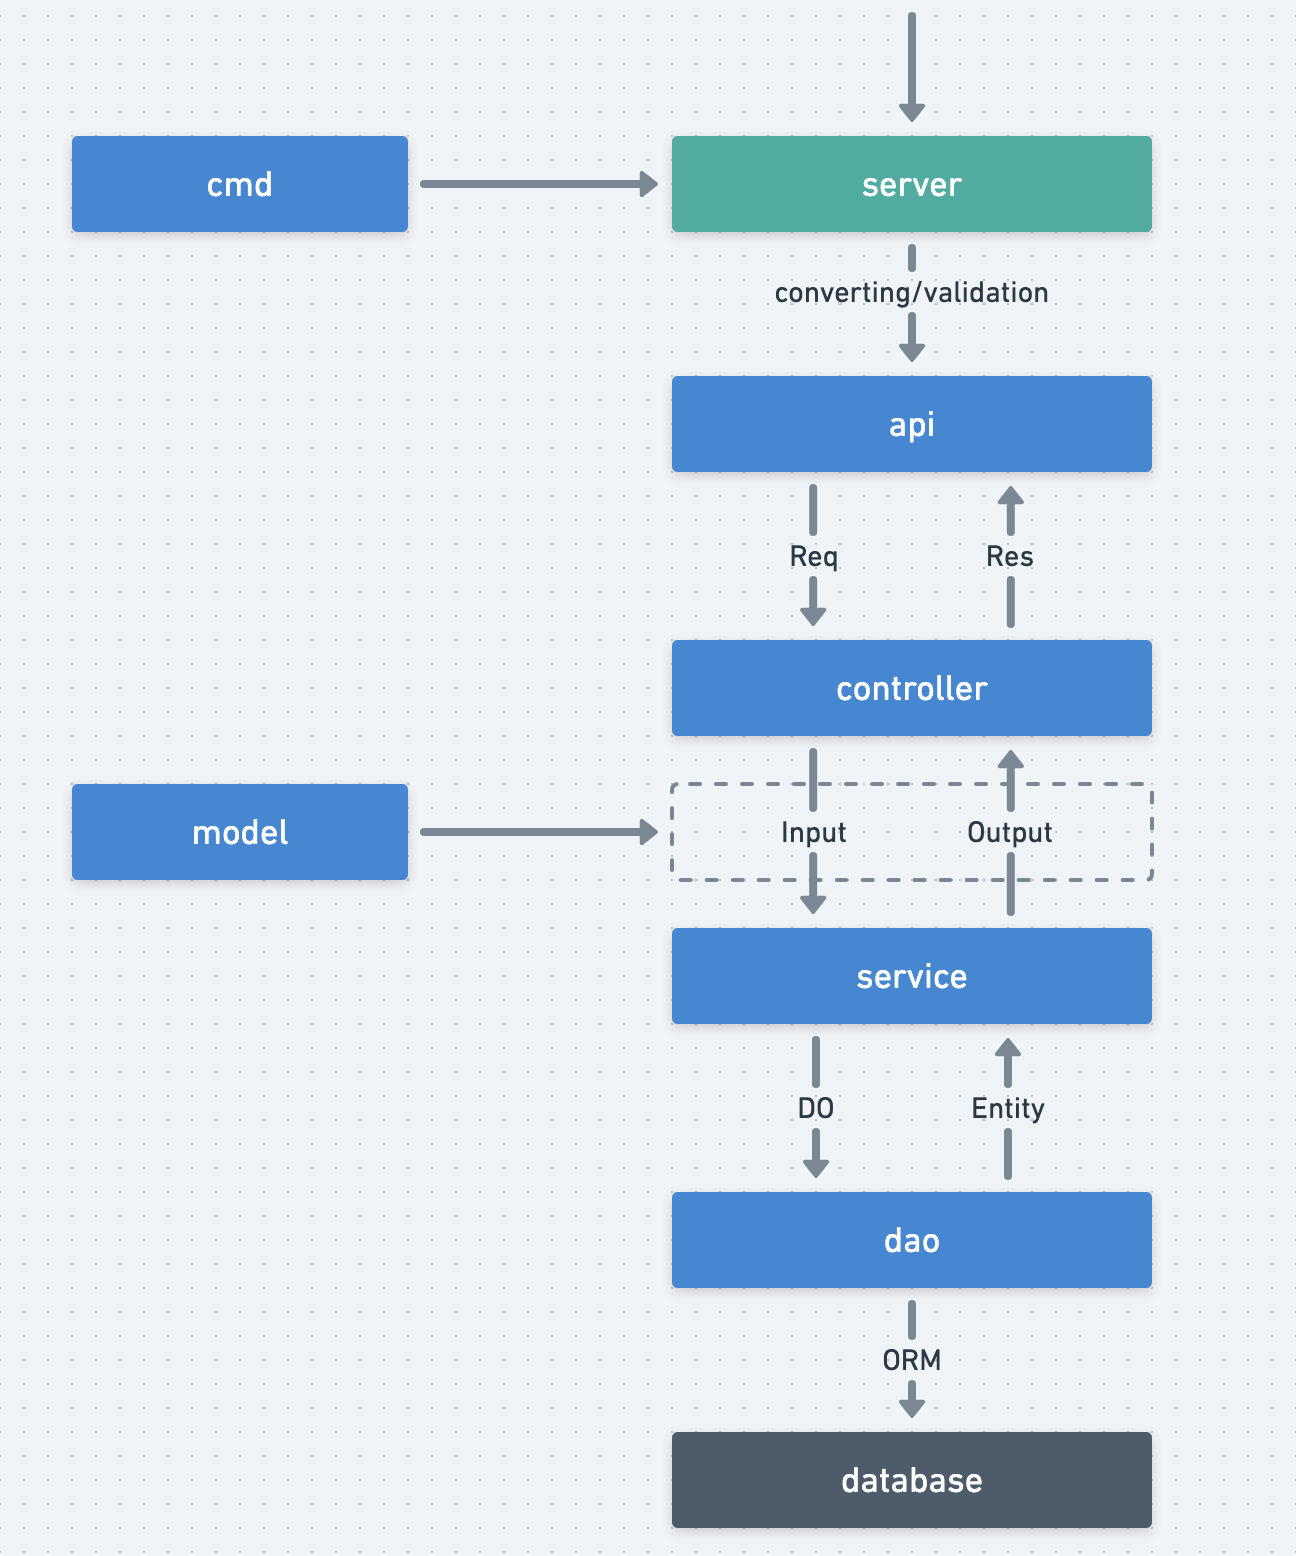 cmd
server
converting/validation
api
Req
Res
controller
model
Input
Output
service
DO
Entity
dao
ORM
database